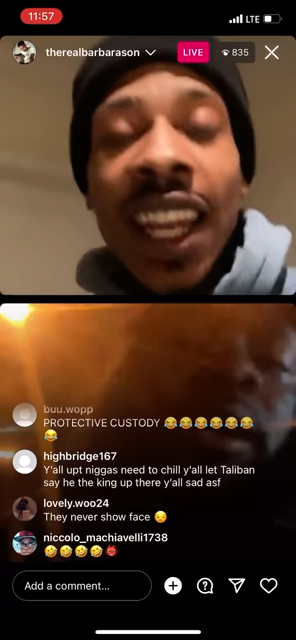 11:57
LTE
therealbarbarason
LIVE
835
buu.wopp
PROTECTIVE CUSTODY 😂😂😂😂😂😂
😂
highbridge167
Y'all upt niggas need to chill y'all let Taliban
say he the king up there y'all sad asf
lovely.woo24
They never show face 😒
niccolo_machiavelli1738
🤣🤣🤣🤣👹
Add a comment...